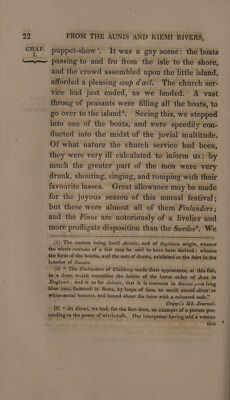 22 FROM THE AUNIS AND KIEMI RIVERS,
CHAP. I.
puppet-show¹. It was a gay scene: the boats
passing to and fro from the isle to the shore,
and the crowd assembled upon the little island,
afforded a pleasing coup d'œil. The church ser-
vice had just ended, as we landed. A vast
throng of peasants were filling all the boats, to
go over to the island². Seeing this, we stepped
into one of the boats, and were speedily con-
ducted into the midst of the jovial multitude.
Of what nature the church service had been,
they were very ill calculated to inform us: by
much the greater part of the men were very
drunk, shouting, singing, and romping with their
favourite lasses. Great allowance may be made
for the joyous season of this annual festival;
but these were almost all of them Finlanders;
and the Finns are notoriously of a livelier and
more profligate disposition than the Swedes³. We
(1) The custom being itself Asiatic, and of Scythian origin, whence
the whole costume of a fair may be said to have been derived; witness
the form of the booths, and the sort of shows, exhibited at the fairs in the
interior of Russia.
(2) "The Finlanders of Uleåborg made their appearance, at this fair,
in a dress which resembles the habits of the lower order of Jews in
England; and is so far Asiatic, that it is common in Russia;—a long
blue coat, fastened in front, by loops of lace, to small round silver or
white-metal buttons, and bound about the loins with a coloured sash."
Cripps's MS. Journal.
(3) "At Kiemi, we had, for the first time, an example of a person pre-
tending to the power of witchcraft. Our interpreter having told a woman
that